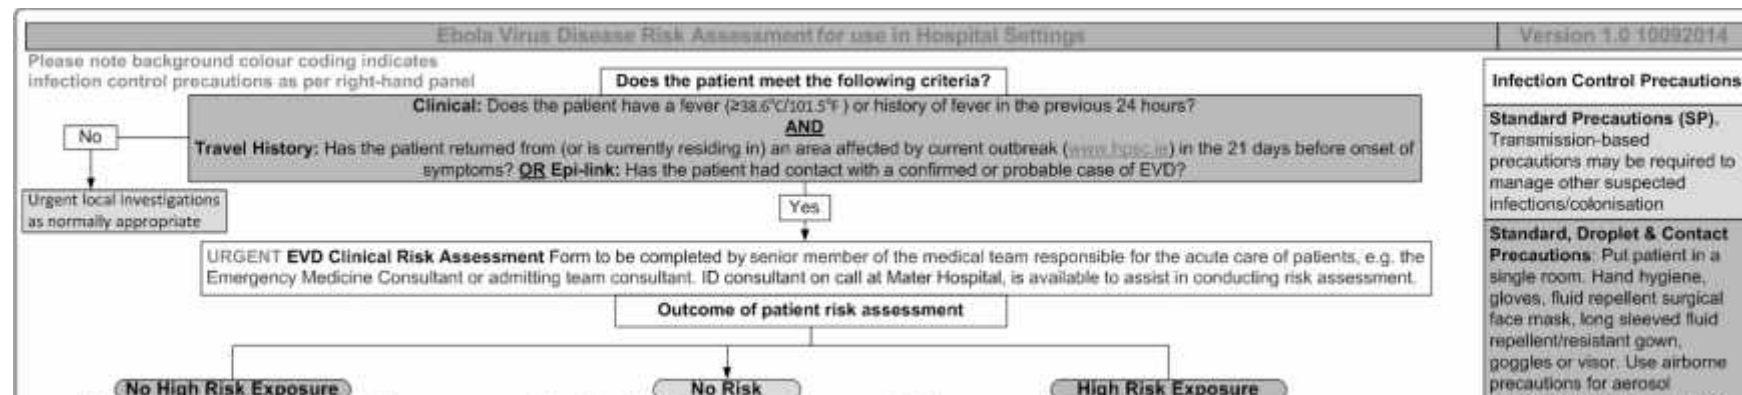 Ebola Virus Disease Risk Assessment for use in Hospital Settings
Version 1.0 10092014
Please note background colour coding indicates
infection control precautions as per right-hand panel
Does the patient meet the following criteria?
Clinical: Does the patient have a fever (≥38.6°C/101.5°F ) or history of fever in the previous 24 hours?
AND
Travel History: Has the patient returned from (or is currently residing in) an area affected by current outbreak (www.hpsc.ie) in the 21 days before onset of
symptoms? OR Epi-link: Has the patient had contact with a confirmed or probable case of EVD?
No
Urgent local investigations
as normally appropriate
Yes
URGENT EVD Clinical Risk Assessment Form to be completed by senior member of the medical team responsible for the acute care of patients, e.g. the
Emergency Medicine Consultant or admitting team consultant. ID consultant on call at Mater Hospital, is available to assist in conducting risk assessment.
Outcome of patient risk assessment
No High Risk Exposure
No Risk
High Risk Exposure
Infection Control Precautions
Standard Precautions (SP).
Transmission-based
precautions may be required to
manage other suspected
infections/colonisation
Standard, Droplet & Contact
Precautions: Put patient in a
single room. Hand hygiene,
gloves, fluid repellent surgical
face mask, long sleeved fluid
repellent/resistant gown,
goggles or visor. Use airborne
precautions for aerosol